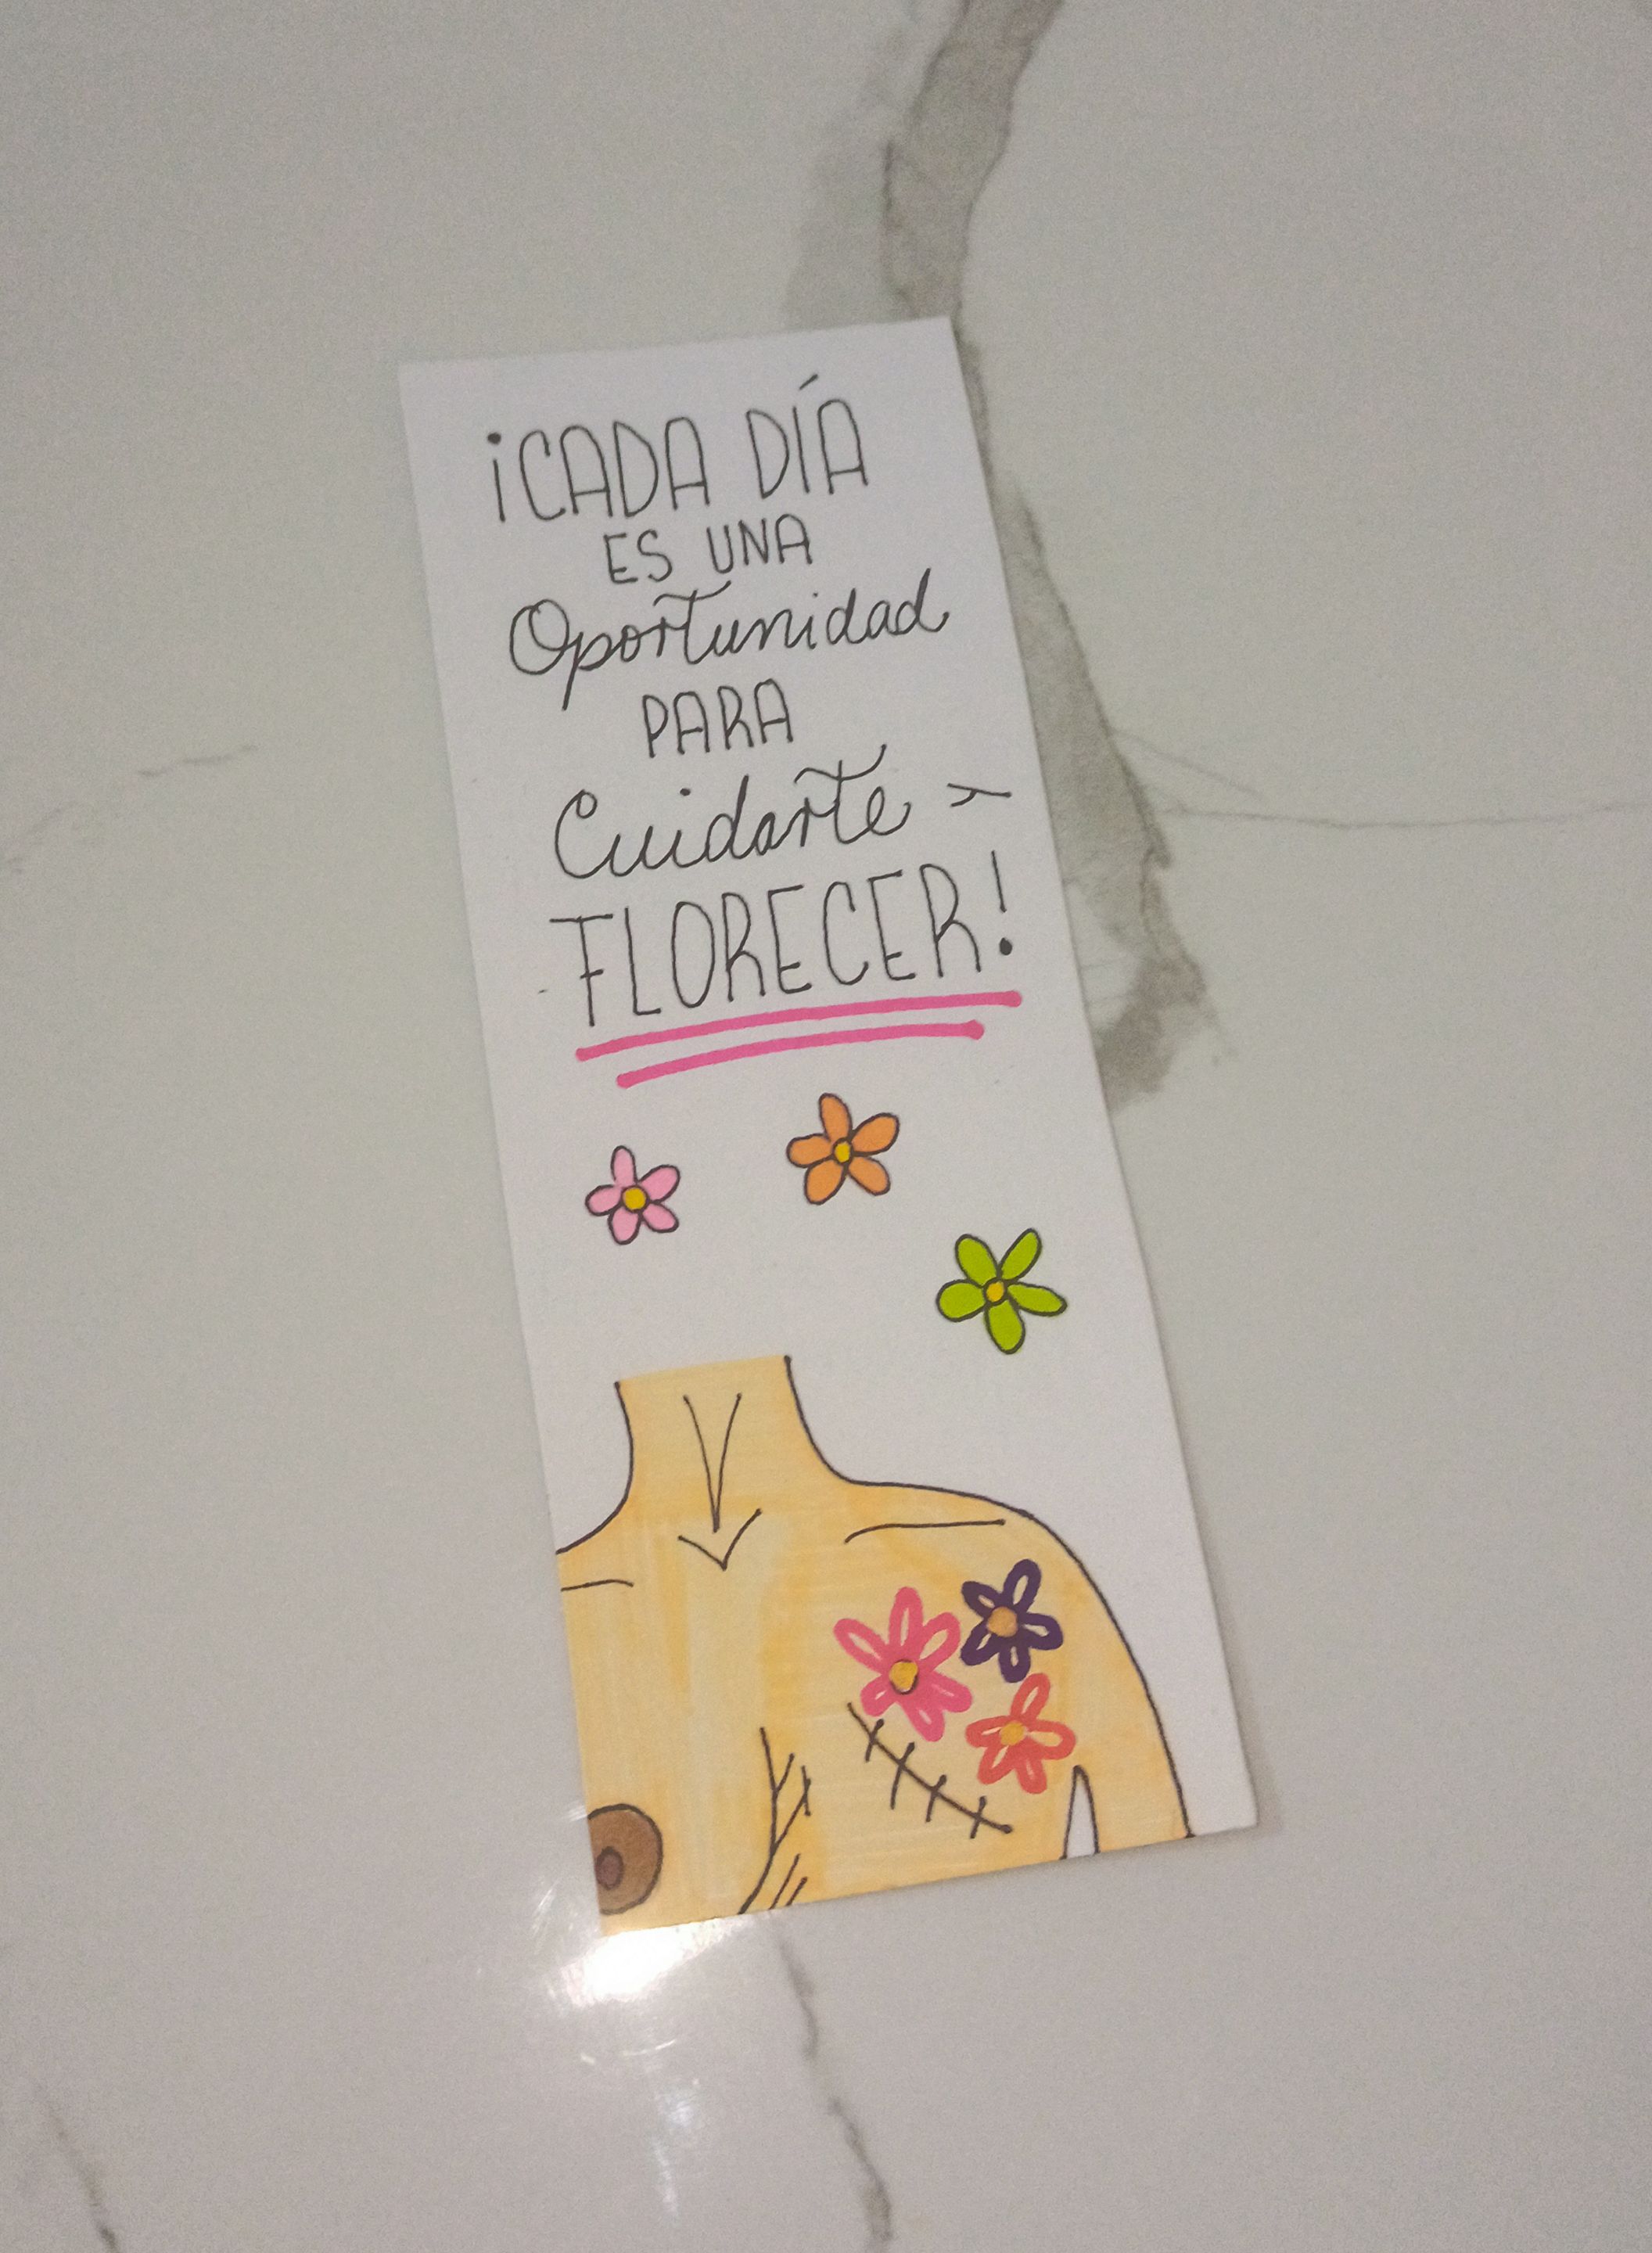 ¡CADA DÍA
ES UNA
Oportunidad
PARA
Cuidarte y
FLORECER!